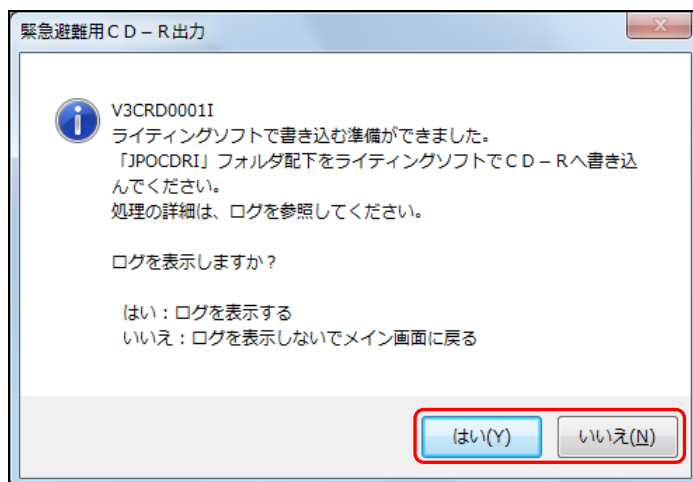 緊急避難用ＣＤ－Ｒ出力
V3CRD0001I
ライティングソフトで書き込む準備ができました。
「JPOCDRI」フォルダ配下をライティングソフトでＣＤ－Ｒへ書き込
んでください。
処理の詳細は、ログを参照してください。
ログを表示しますか？
はい：ログを表示する
いいえ：ログを表示しないでメイン画面に戻る
はい(Y) いいえ(N)